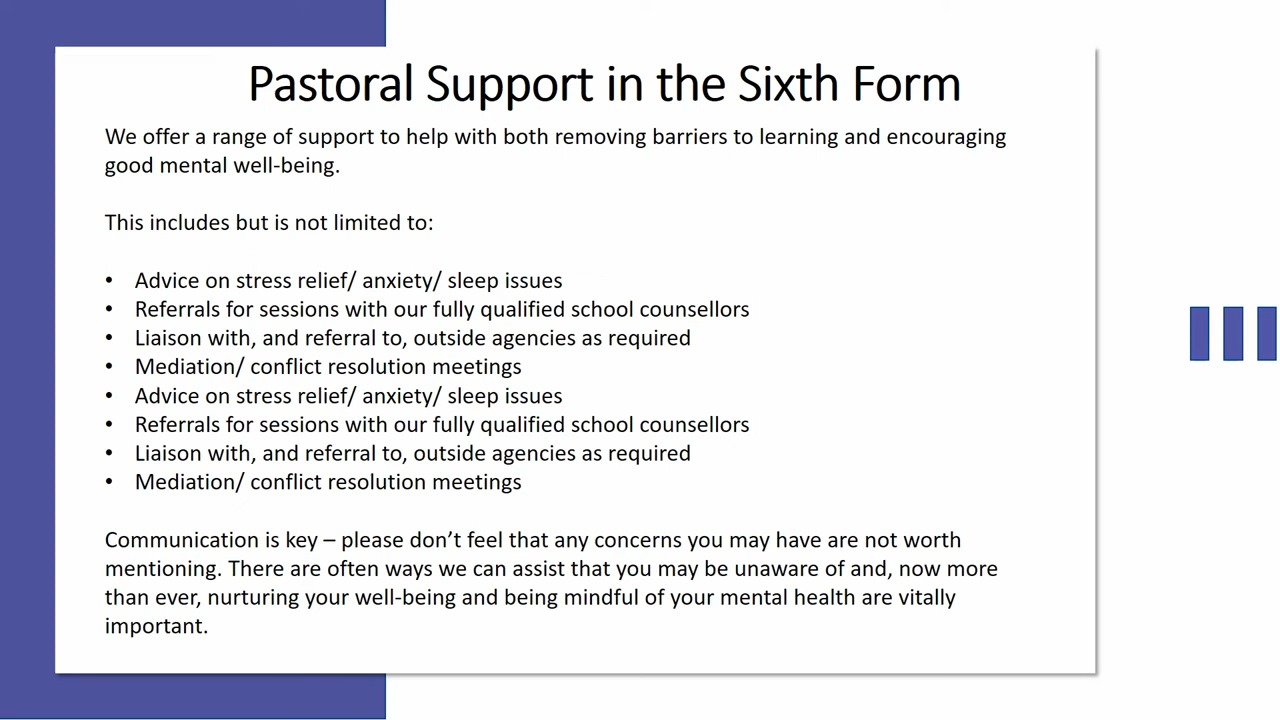 Pastoral Support in the Sixth Form
We offer a range of support to help with both removing barriers to learning and encouraging
good mental well-being.
This includes but is not limited to:
• Advice on stress relief/ anxiety/ sleep issues
• Referrals for sessions with our fully qualified school counsellors
• Liaison with, and referral to, outside agencies as required
• Mediation/ conflict resolution meetings
• Advice on stress relief/ anxiety/ sleep issues
• Referrals for sessions with our fully qualified school counsellors
• Liaison with, and referral to, outside agencies as required
• Mediation/ conflict resolution meetings
Communication is key – please don’t feel that any concerns you may have are not worth
mentioning. There are often ways we can assist that you may be unaware of and, now more
than ever, nurturing your well-being and being mindful of your mental health are vitally
important.